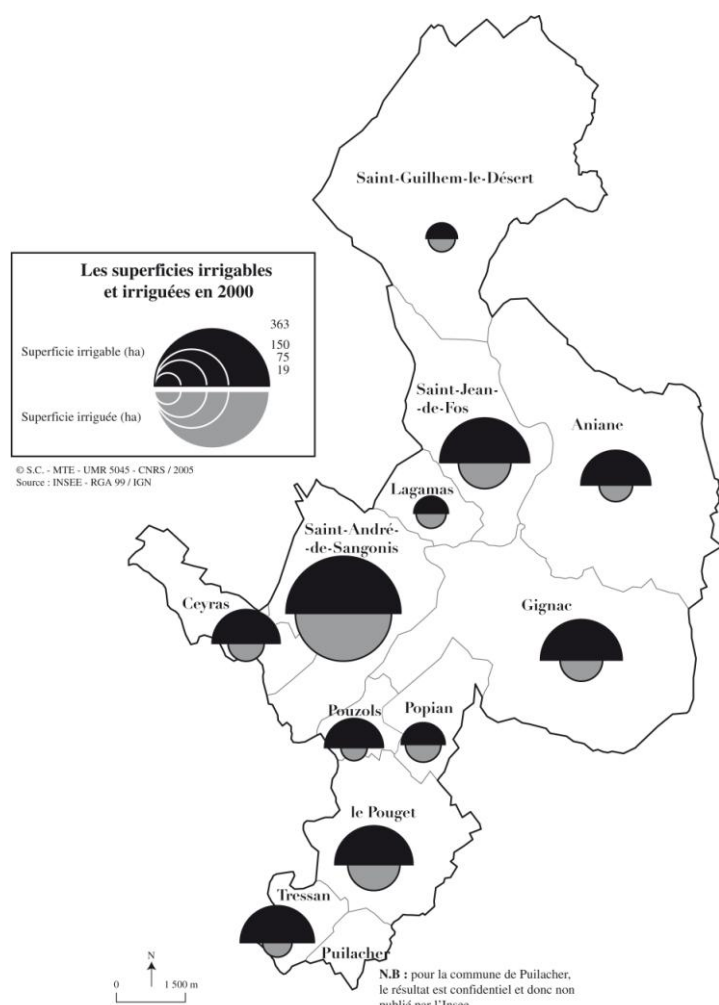 Saint-Guilhem-le-Désert
Les superficies irrigables
et irriguées en 2000
363
150
75
19
Superficie irrigable (ha)
Superficie irriguée (ha)
© S.C. - MTE - UMR 5045 - CNRS / 2005
Source : INSEE - RGA 99 / IGN
Saint-Jean-
-de-Fos
Aniane
Lagamas
Saint-André-
-de-Sangonis
Ceyras
Gignac
Pouzols
Popian
le Pouget
Tressan
Puilacher
N
0
1 500 m
N.B : pour la commune de Puilacher,
le résultat est confidentiel et donc non
publié par l'Insee